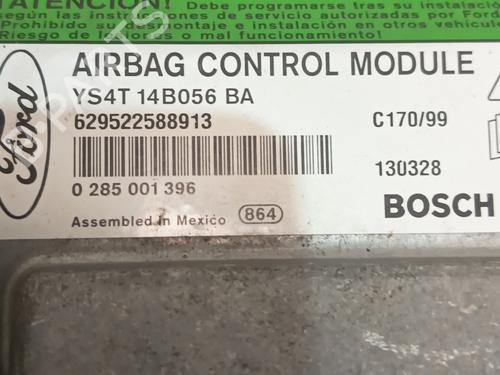 ATENCION! Debe programarse tras su instalación
según las instrucciones
de servicio autorizadas por Ford
Prohibido su desmontaje e instalación en otros vehículos
Riesgo de lesiones o mal funcionamiento
AIRBAG CONTROL MODULE
YS4T 14B056 BA
629522588913
C170/99
130328
0 285 001 396
Assembled in Mexico 864
BOSCH
Ford